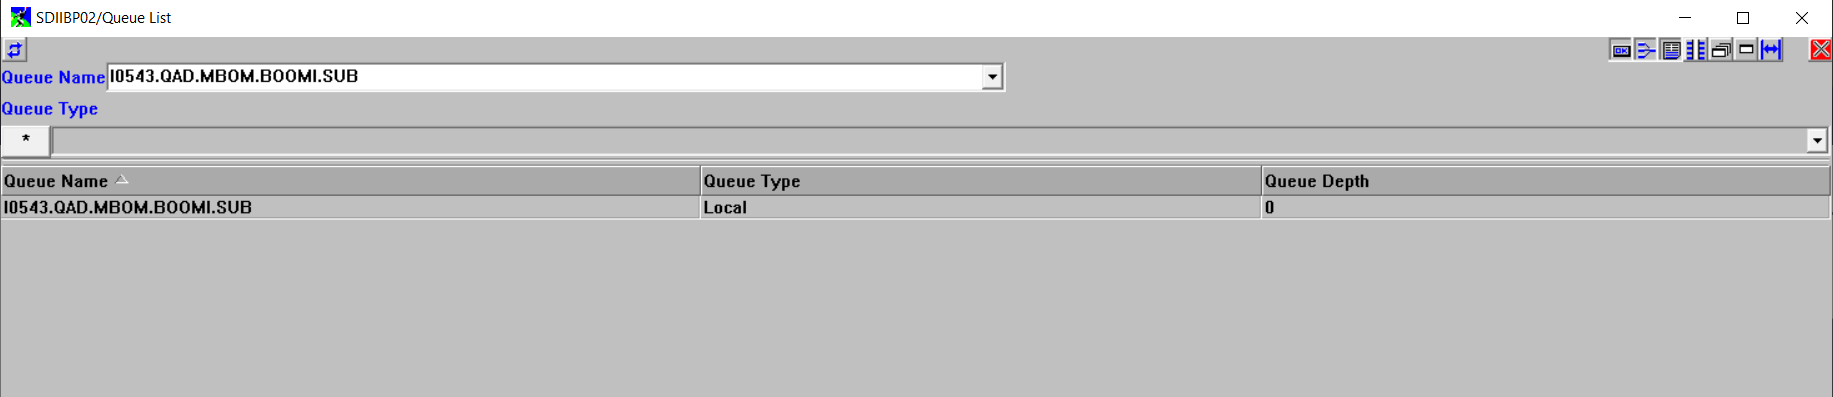 SDIIBP02/Queue List
Queue Name I0543.QAD.MBOM.BOOMI.SUB
Queue Type
*
Queue Name Queue Type Queue Depth
I0543.QAD.MBOM.BOOMI.SUB Local 0